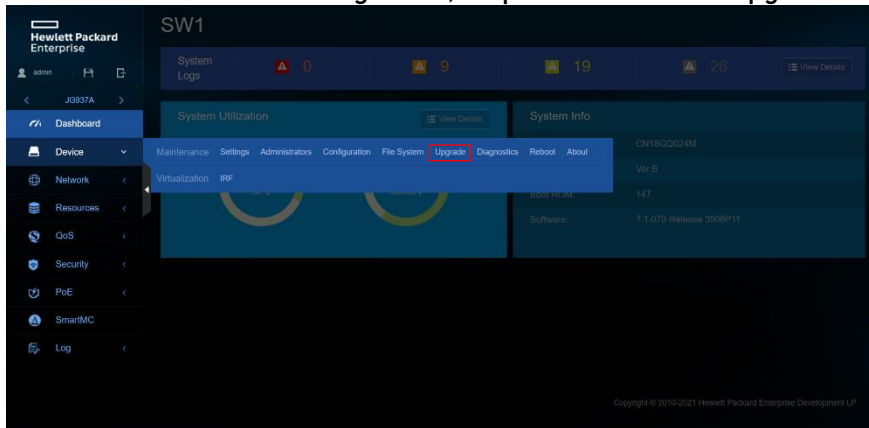 SW1
Hewlett Packard
Enterprise
admin
System
Logs
0
9
19
26
View Details
JG937A
Dashboard
System Utilization
View Details
System Info
Device
Maintenance Settings Administrators Configuration File System Upgrade Diagnostics Reboot About
CN18GQ024M
Ver.B
Network
Virtualization IRF
Boot ROM:
147
Resources
Software:
7.1.070 Release 3506P11
QoS
Security
PoE
SmartMC
Log
Copyright © 2010-2021 Hewlett Packard Enterprise Development LP